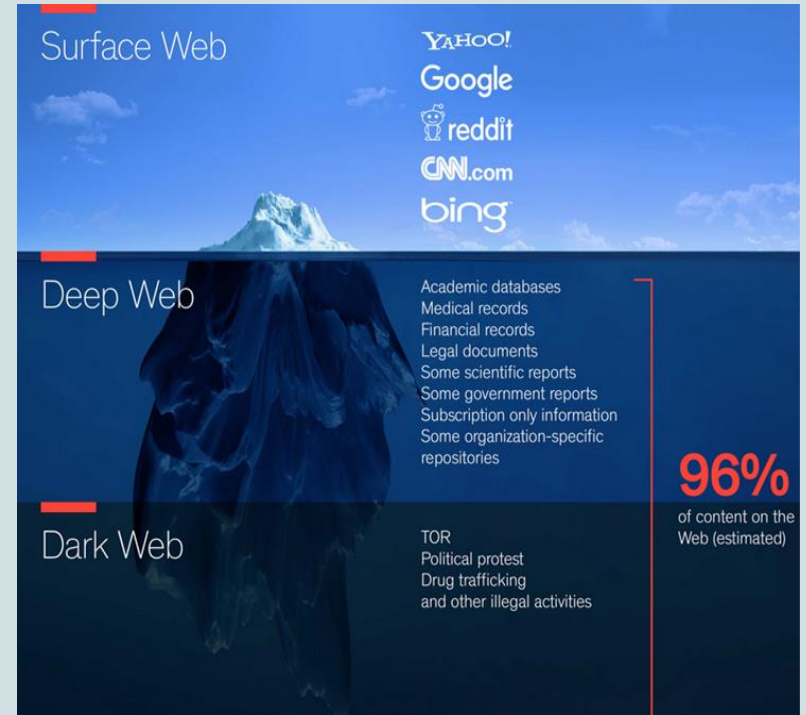 Surface Web
YAHOO!
Google
reddit
CNN.com
bing
Deep Web
Academic databases
Medical records
Financial records
Legal documents
Some scientific reports
Some government reports
Subscription only information
Some organization-specific
repositories
96%
of content on the
Web (estimated)
Dark Web
TOR
Political protest
Drug trafficking
and other illegal activities